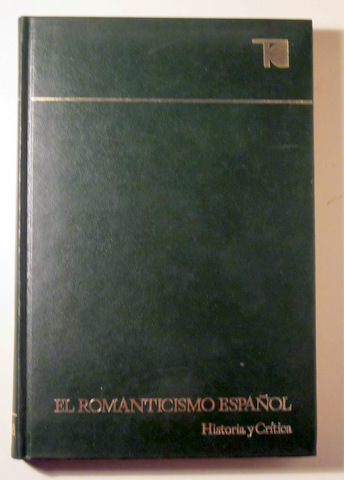 EL ROMANTICISMO ESPAÑOL
Historia y Crítica